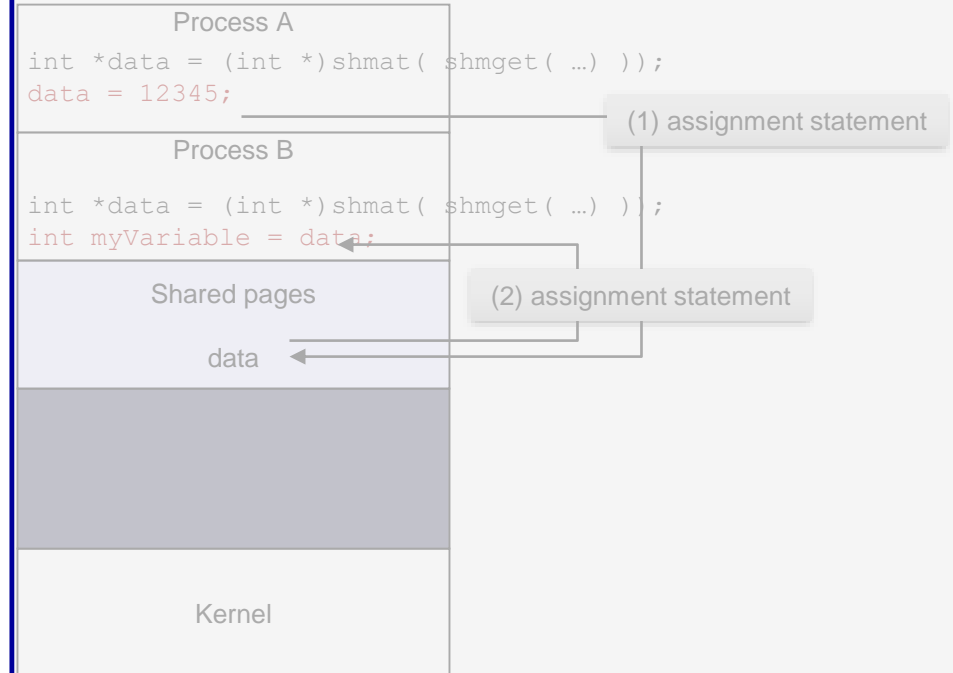 Process A
int *data = (int *)shmat( shmget( …) ));
data = 12345;
(1) assignment statement
Process B
int *data = (int *)shmat( shmget( …) ));
int myVariable = data;
Shared pages
(2) assignment statement
data
Kernel